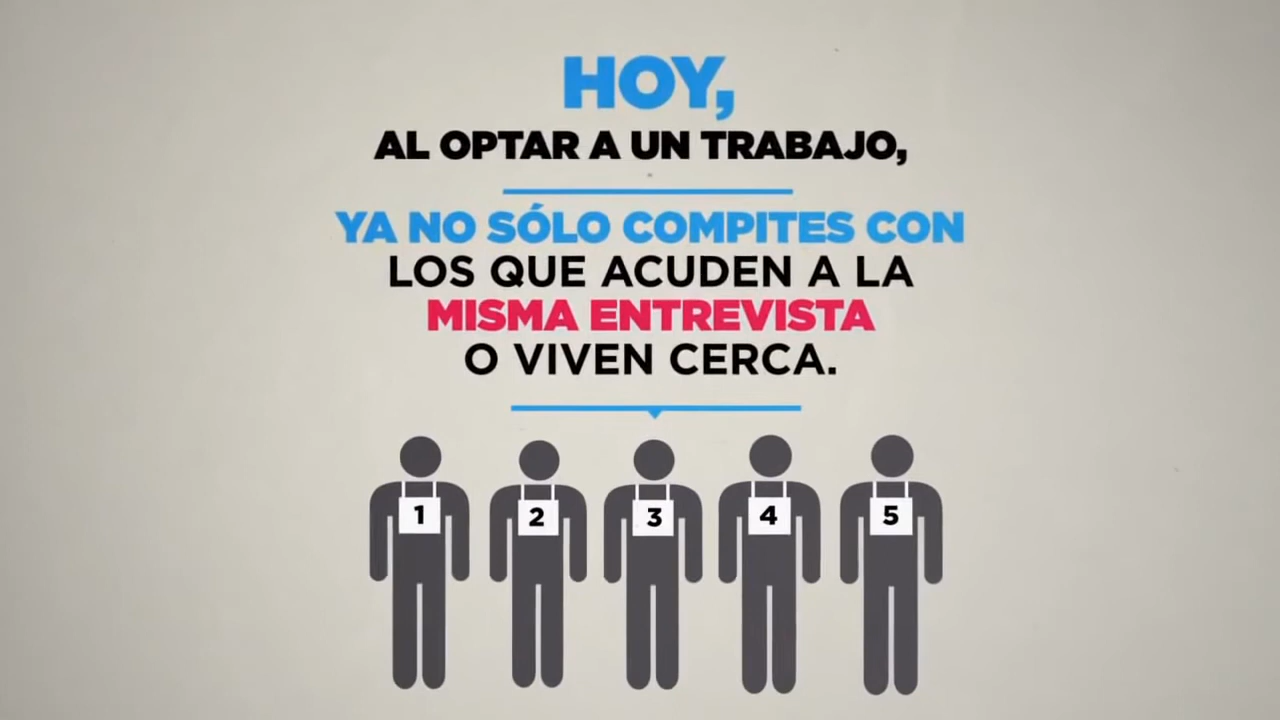 HOY,
AL OPTAR A UN TRABAJO,
YA NO SÓLO COMPITES CON
LOS QUE ACUDEN A LA
MISMA ENTREVISTA
O VIVEN CERCA.
1 2 3 4 5